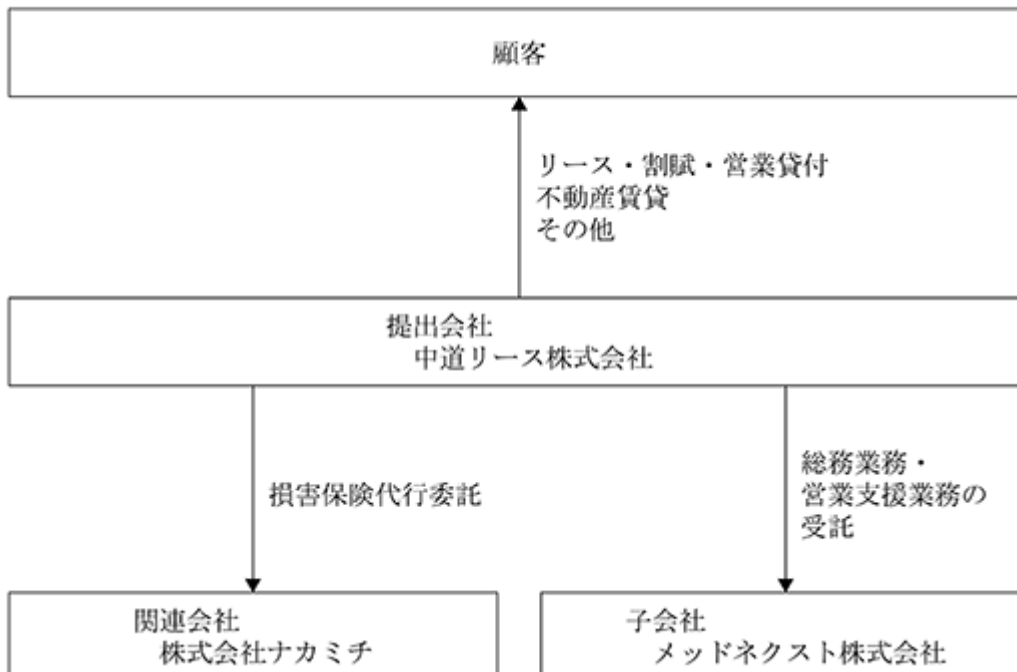 顧客
リース・割賦・営業貸付
不動産賃貸
その他
提出会社
中道リース株式会社
損害保険代行委託
総務業務・
営業支援業務の
受託
関連会社
株式会社ナカミチ
子会社
メッドネクスト株式会社